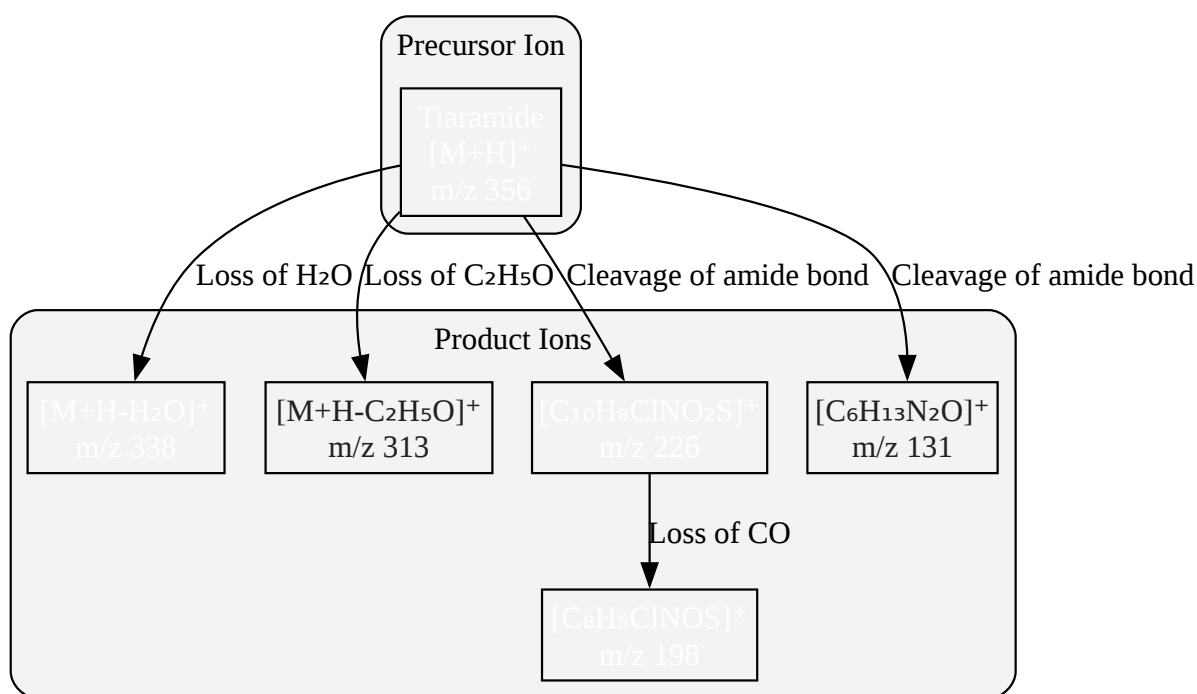 Precursor Ion
Tiaramide
[M+H]⁺
m/z 356
Loss of H₂O
Loss of C₂H₅O
Cleavage of amide bond
Cleavage of amide bond
Product Ions
[M+H-H₂O]⁺
m/z 338
[M+H-C₂H₅O]⁺
m/z 313
[C₁₀H₈ClNO₂S]⁺
m/z 226
[C₆H₁₃N₂O]⁺
m/z 131
Loss of CO
[C₈H₅ClNOS]⁺
m/z 198